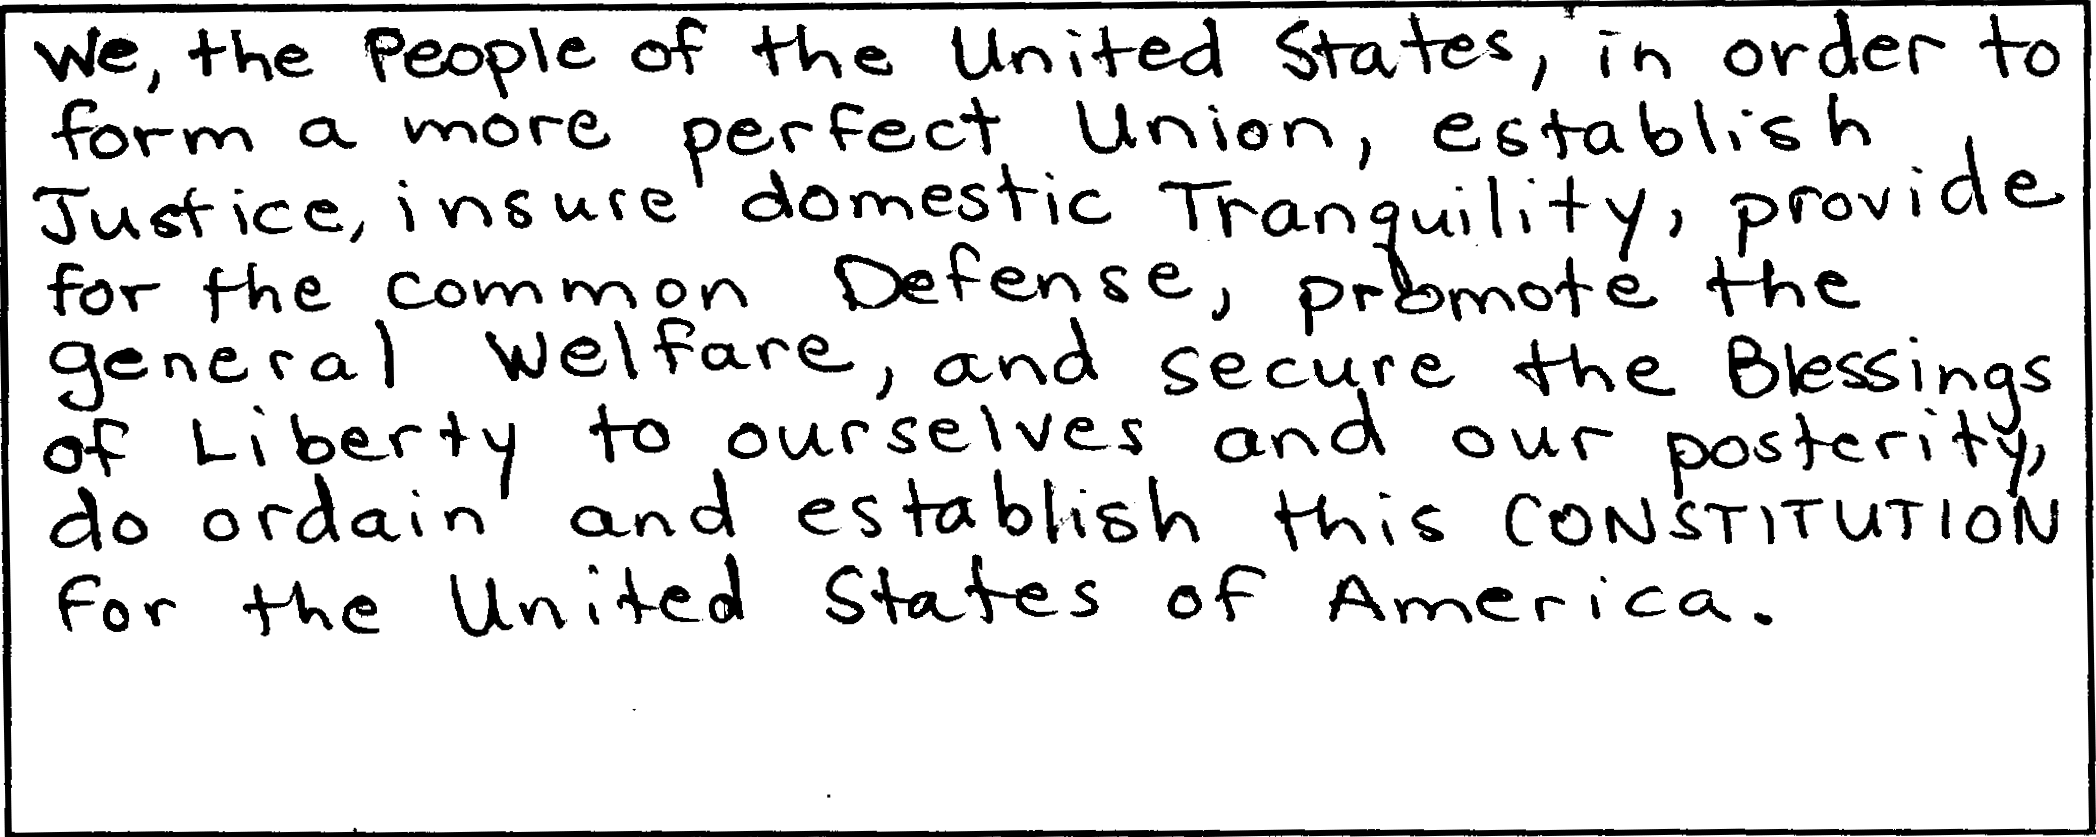 We, the People of the United States, in order to
form a more perfect Union, establish
Justice, insure domestic Tranquility, provide
for the common Defense, promote the
general Welfare, and secure the Blessings
of Liberty to ourselves and our posterity,
do ordain and establish this CONSTITUTION
for the United States of America.